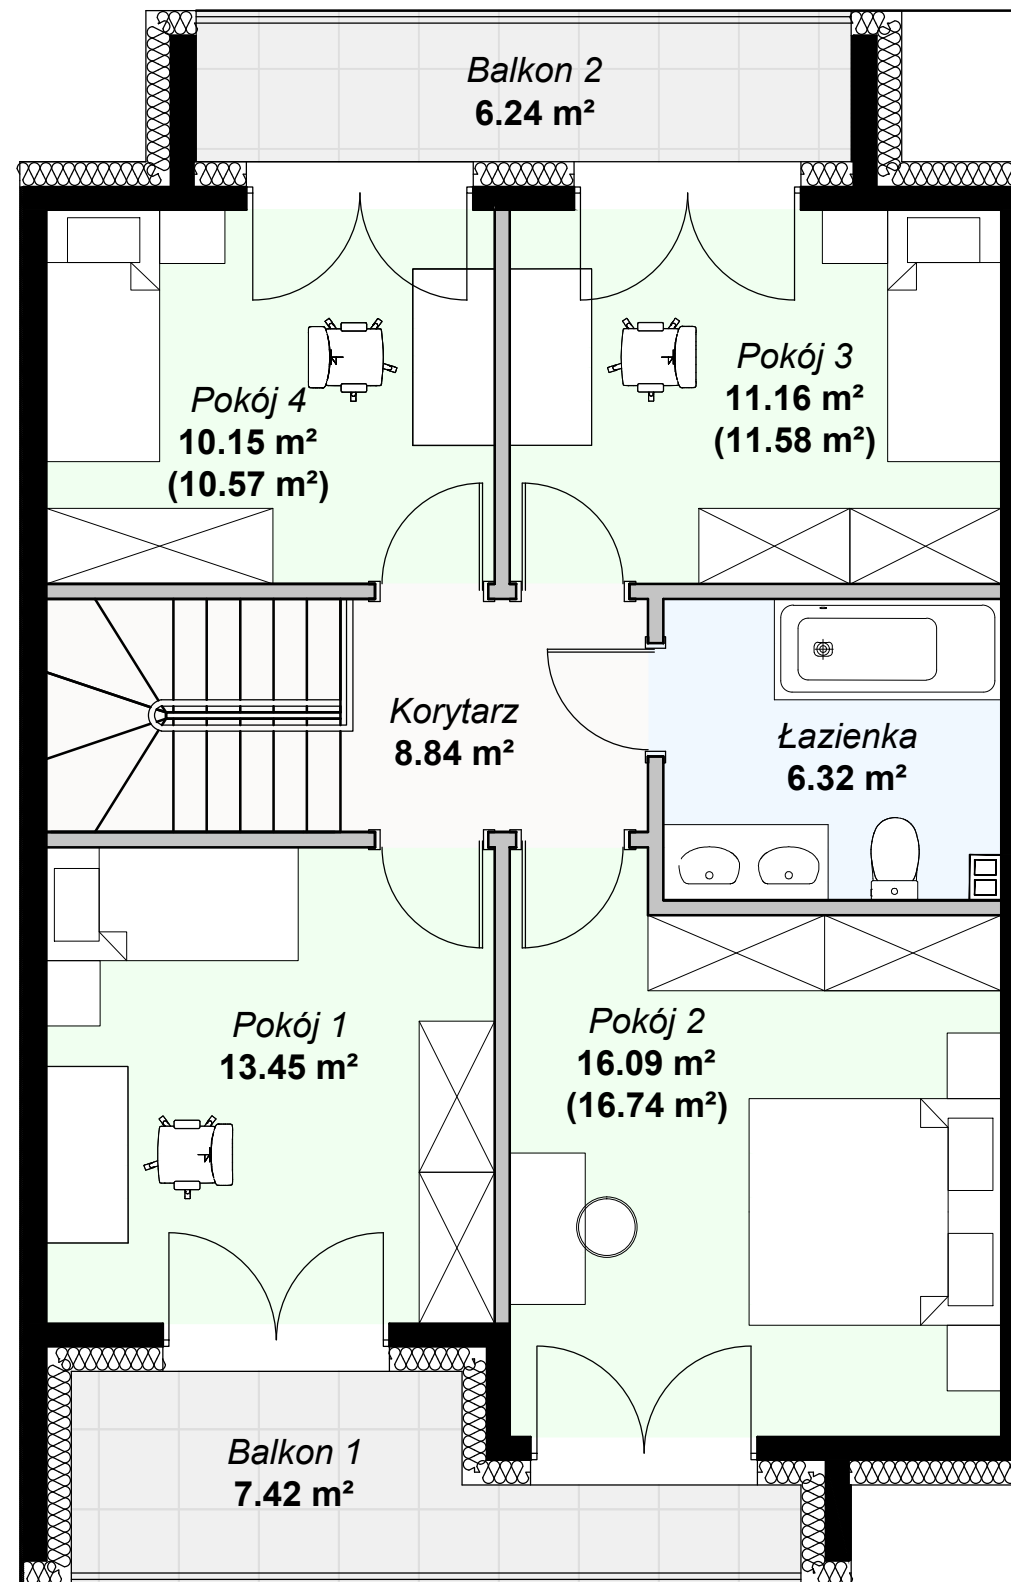 Balkon 2
6.24 m²
Pokój 3
11.16 m²
(11.58 m²)
Pokój 4
10.15 m²
(10.57 m²)
Korytarz
8.84 m²
Łazienka
6.32 m²
Pokój 1
13.45 m²
Pokój 2
16.09 m²
(16.74 m²)
Balkon 1
7.42 m²